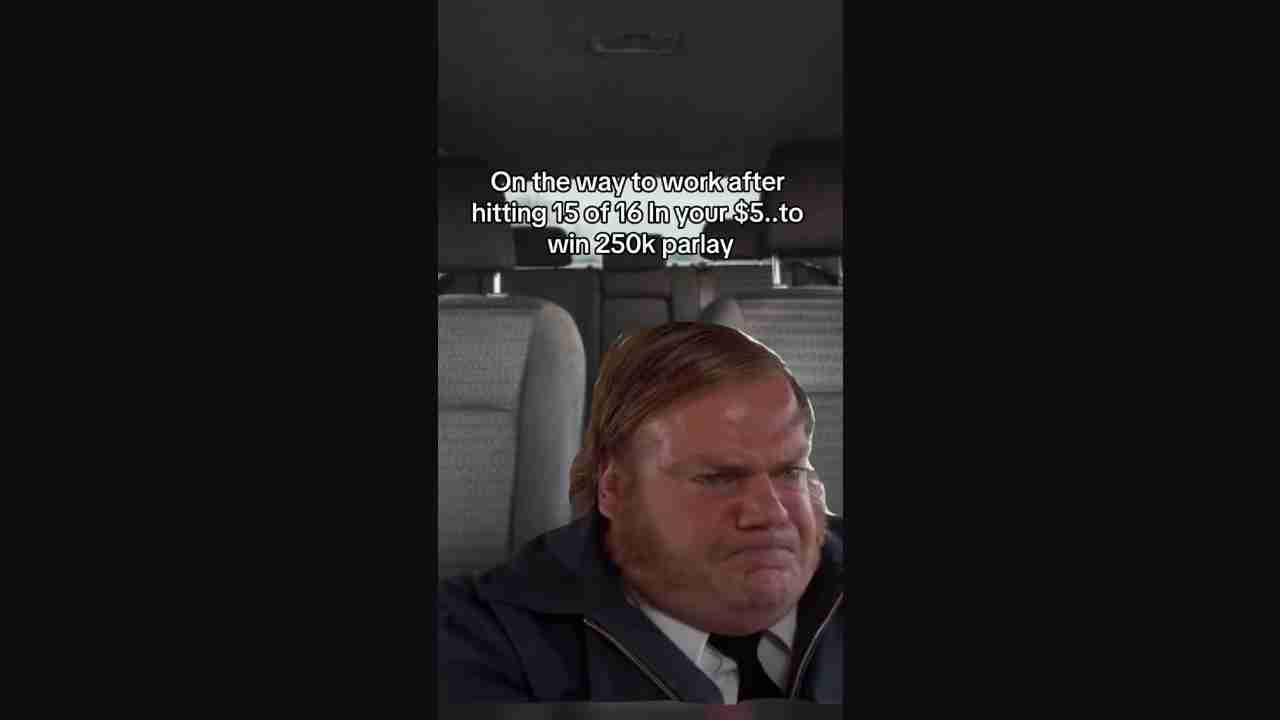 On the way to work after
hitting 15 of 16 In your $5..to
win 250k parlay